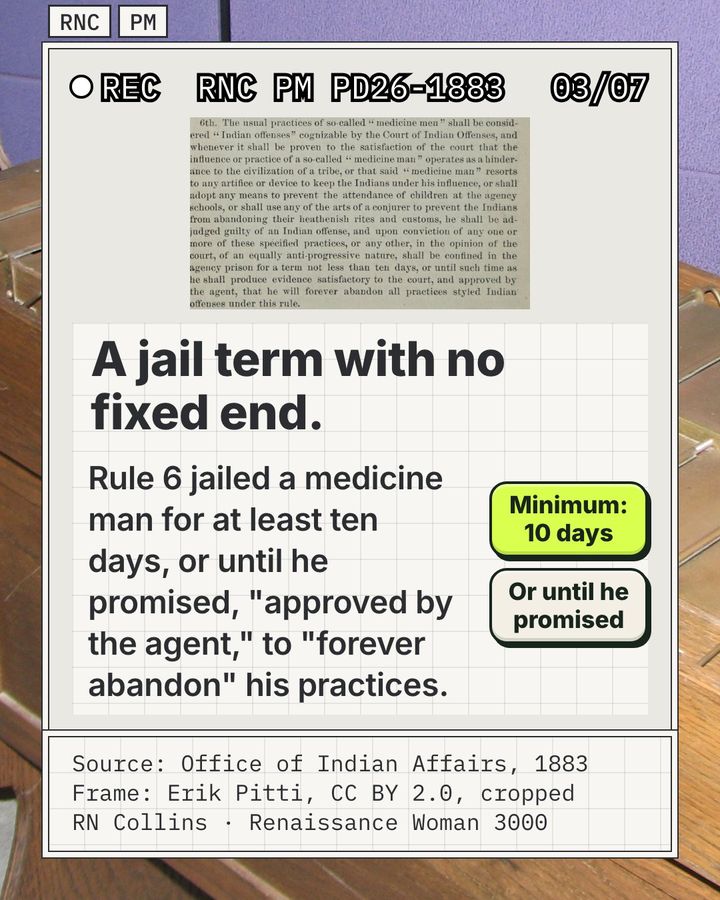 RNC PM
REC RNC PM PD26-1883 03/07
6th. The usual practices of so-called “medicine men” shall be consid-
ered “Indian offenses” cognizable by the Court of Indian Offenses, and
whenever it shall be proven to the satisfaction of the court that the
influence or practice of a so-called “medicine man” operates as a hinder-
ance to the civilization of a tribe, or that said “medicine man” resorts
to any artifice or device to keep the Indians under his influence, or shall
adopt any means to prevent the attendance of children at the agency
schools, or shall use any of the arts of a conjurer to prevent the Indians
from abandoning their heathenish rites and customs, he shall be ad-
judged guilty of an Indian offense, and upon conviction of any one or
more of these specified practices, or any other, in the opinion of the
court, of an equally anti-progressive nature, shall be confined in the
agency prison for a term not less than ten days, or until such time as
he shall produce evidence satisfactory to the court, and approved by
the agent, that he will forever abandon all practices styled Indian
offenses under this rule.
A jail term with no
fixed end.
Rule 6 jailed a medicine
man for at least ten
days, or until he
promised, "approved by
the agent," to "forever
abandon" his practices.
Minimum:
10 days
Or until he
promised
Source: Office of Indian Affairs, 1883
Frame: Erik Pitti, CC BY 2.0, cropped
RN Collins · Renaissance Woman 3000